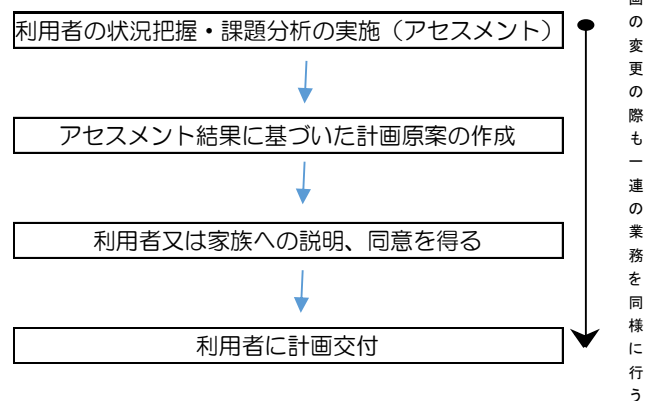 利用者の状況把握・課題分析の実施（アセスメント）
アセスメント結果に基づいた計画原案の作成
利用者又は家族への説明、同意を得る
利用者に計画交付
画の変更の際も一連の業務を同様に行う